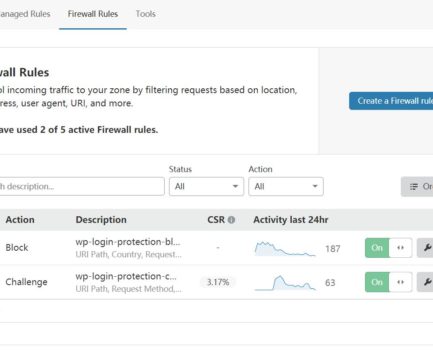 anaged Rules Firewall Rules Tools
wall Rules
ol incoming traffic to your zone by filtering requests based on location,
ress, user agent, URI, and more.
ave used 2 of 5 active Firewall rules.
Create a Firewall rule
Status Action
h description... All All Or
Action Description CSR Activity last 24hr
Block wp-login-protection-bl... - 187 On
URI Path, Country, Request...
Challenge wp-login-protection-c... 3.17% 63 On
URI Path, Request Method,...